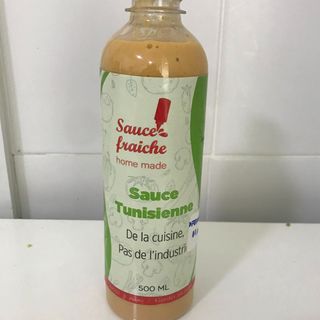 Sauce
fraiche
home made
Sauce
Tunisienne
De la cuisine,
Pas de l'industri
500 ML